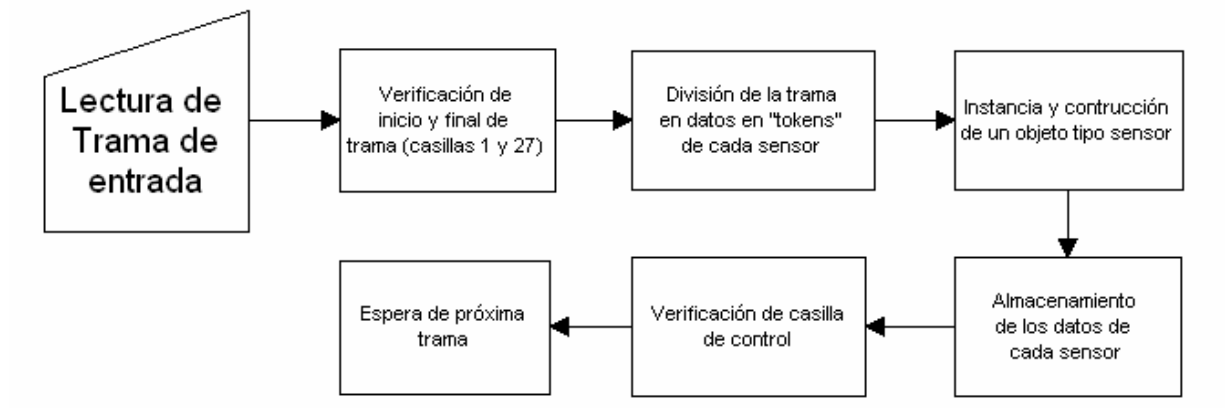 Lectura de
Trama de
entrada
Verificación de
inicio y final de
trama (casillas 1 y 27)
División de la trama
en datos en "tokens"
de cada sensor
Instancia y contrucción
de un objeto tipo sensor
Almacenamiento
de los datos de
cada sensor
Verificación de casilla
de control
Espera de próxima
trama